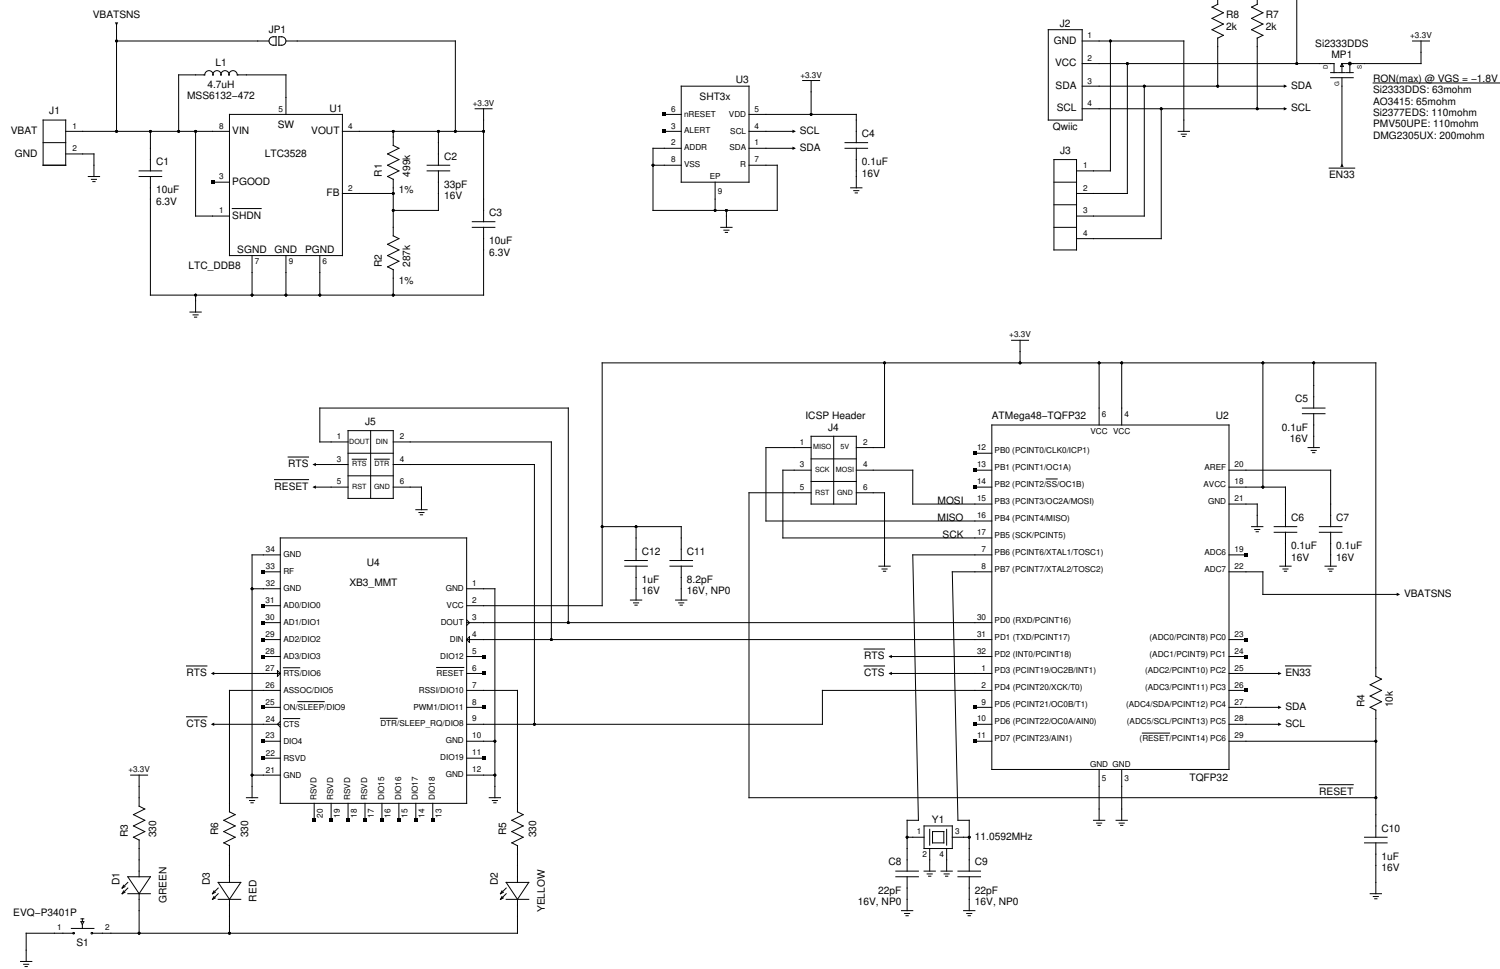 VBATSNS
JP1
L1
4.7uH
MSS6132−472
J1
VBAT
1
GND
2
C1
10uF
6.3V
U1
5
SW
8
VIN
VOUT
4
LTC3528
3
PGOOD
FB
2
1
SHDN
SGND
GND
PGND
LTC_DDB8
7
9
6
R1
499k
1%
C2
33pF
16V
R2
287k
1%
+3.3V
C3
10uF
6.3V
U3
SHT3x
6
nRESET
VDD
5
3
ALERT
SCL
4
SCL
2
ADDR
SDA
1
SDA
8
VSS
R
7
EP
9
+3.3V
C4
0.1uF
16V
R8
2k
R7
2k
J2
GND
1
VCC
2
SDA
3
SDA
SCL
4
SCL
Qwiic
J3
1
2
3
4
Si2333DDS
MP1
D
S
G
+3.3V
EN33
RON(max) @ VGS = −1.8V
Si2333DDS: 63mohm
AO3415: 65mohm
Si2377EDS: 110mohm
PMV50UPE: 110mohm
DMG2305UX: 200mohm
J5
1
DOUT
DIN
2
RTS
3
RTS
DTR
4
RESET
5
RST
GND
6
U4
XB3_MMT
34
GND
33
RF
32
GND
31
AD0/DIO0
30
AD1/DIO1
29
AD2/DIO2
28
AD3/DIO3
RTS
27
RTS/DIO6
26
ASSOC/DIO5
25
ON/SLEEP/DIO9
CTS
24
CTS
23
DIO4
22
RSVD
21
GND
GND
1
VCC
2
DOUT
3
DIN
4
DIO12
5
RESET
6
RSSI/DIO10
7
PWM1/DIO11
8
DTR/SLEEP_RQ/DIO8
9
GND
10
DIO19
11
GND
12
RSVD
RSVD
RSVD
RSVD
DIO15
DIO16
DIO17
DIO18
20
19
18
17
16
15
14
13
C12
1uF
16V
C11
8.2pF
16V, NP0
+3.3V
R3
330
D1
GREEN
R6
330
D3
RED
R5
330
D2
YELLOW
EVQ−P3401P
1
2
S1
ICSP Header
J4
1
MISO
5V
2
3
SCK
MOSI
4
5
RST
GND
6
+3.3V
ATMega48−TQFP32
U2
6
4
VCC
VCC
12
PB0 (PCINT0/CLK0/ICP1)
13
PB1 (PCINT1/OC1A)
14
PB2 (PCINT2/SS/OC1B)
MOSI
15
PB3 (PCINT3/OC2A/MOSI)
MISO
16
PB4 (PCINT4/MISO)
SCK
17
PB5 (SCK/PCINT5)
7
PB6 (PCINT6/XTAL1/TOSC1)
8
PB7 (PCINT7/XTAL2/TOSC2)
30
PD0 (RXD/PCINT16)
31
PD1 (TXD/PCINT17)
RTS
32
PD2 (INT0/PCINT18)
CTS
1
PD3 (PCINT19/OC2B/INT1)
2
PD4 (PCINT20/XCK/T0)
9
PD5 (PCINT21/OC0B/T1)
10
PD6 (PCINT22/OC0A/AIN0)
11
PD7 (PCINT23/AIN1)
AREF
20
AVCC
18
GND
21
ADC6
19
ADC7
22
VBATSNS
(ADC0/PCINT8) PC0
23
(ADC1/PCINT9) PC1
24
(ADC2/PCINT10) PC2
25
EN33
(ADC3/PCINT11) PC3
26
(ADC4/SDA/PCINT12) PC4
27
SDA
(ADC5/SCL/PCINT13) PC5
28
SCL
(RESET/PCINT14) PC6
29
GND
GND
5
3
TQFP32
C5
0.1uF
16V
C6
0.1uF
16V
C7
0.1uF
16V
R4
10k
RESET
C10
1uF
16V
Y1
1
3
2
4
11.0592MHz
C8
22pF
16V, NP0
C9
22pF
16V, NP0